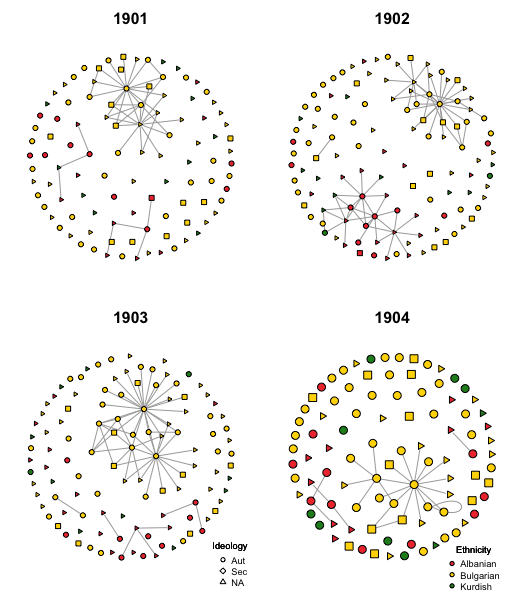 1901
1902
1903
1904
Ideology
Aut
Sec
NA
Ethnicity
Albanian
Bulgarian
Kurdish